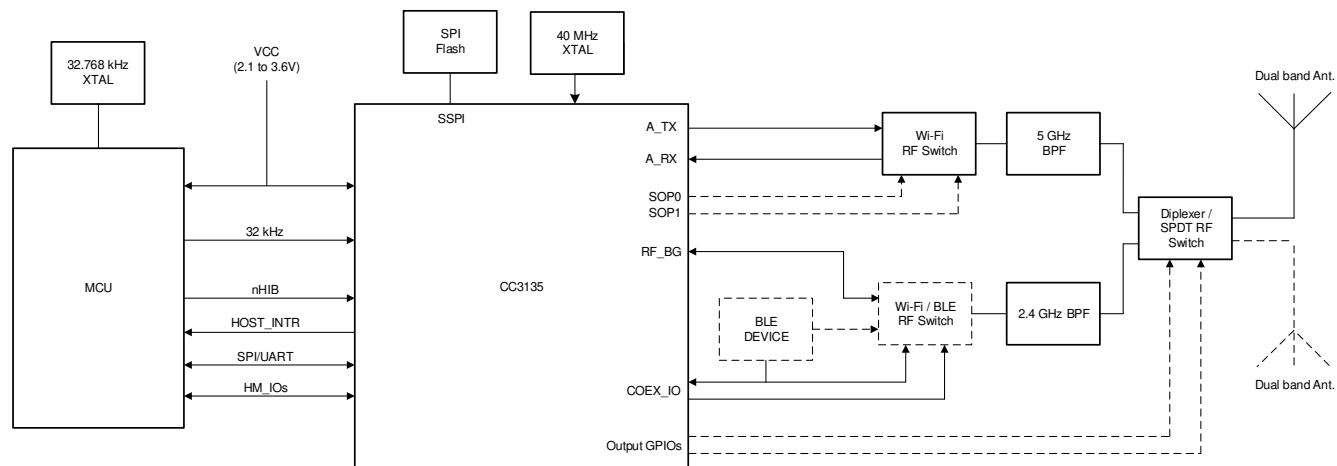 32.768 kHz
XTAL
VCC
(2.1 to 3.6V)
SPI
Flash
40 MHz
XTAL
Dual band Ant.
SSPI
A_TX
A_RX
SOP0
SOP1
Wi-Fi
RF Switch
5 GHz
BPF
Diplexer /
SPDT RF
Switch
32 kHz
RF_BG
MCU
nHIB
CC3135
HOST_INTR
BLE
DEVICE
Wi-Fi / BLE
RF Switch
2.4 GHz BPF
SPI/UART
HM_IOs
COEX_IO
Dual band Ant.
Output GPIOs